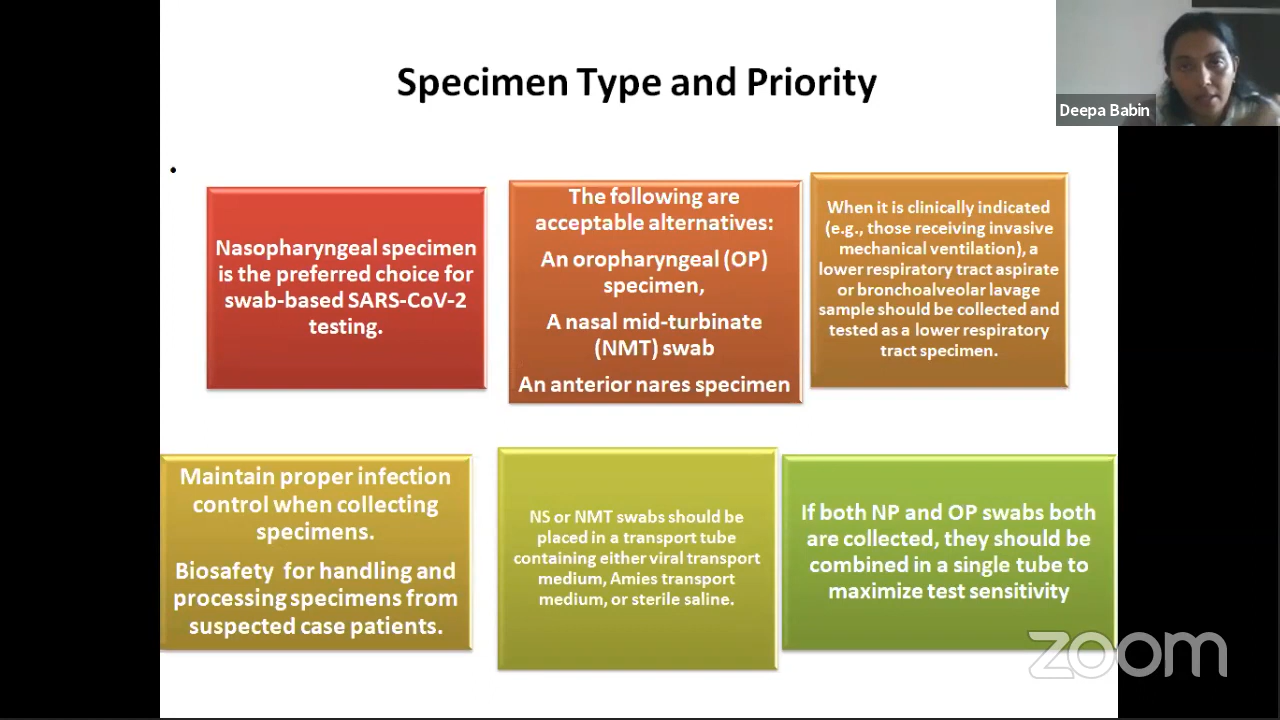 Specimen Type and Priority
Deepa Babin
•
Nasopharyngeal specimen
is the preferred choice for
swab-based SARS-CoV-2
testing.
The following are
acceptable alternatives:
An oropharyngeal (OP)
specimen,
A nasal mid-turbinate
(NMT) swab
An anterior nares specimen
When it is clinically indicated
(e.g., those receiving invasive
mechanical ventilation), a
lower respiratory tract aspirate
or bronchoalveolar lavage
sample should be collected and
tested as a lower respiratory
tract specimen.
Maintain proper infection
control when collecting
specimens.
Biosafety for handling and
processing specimens from
suspected case patients.
NS or NMT swabs should be
placed in a transport tube
containing either viral transport
medium, Amies transport
medium, or sterile saline.
If both NP and OP swabs both
are collected, they should be
combined in a single tube to
maximize test sensitivity
zoom